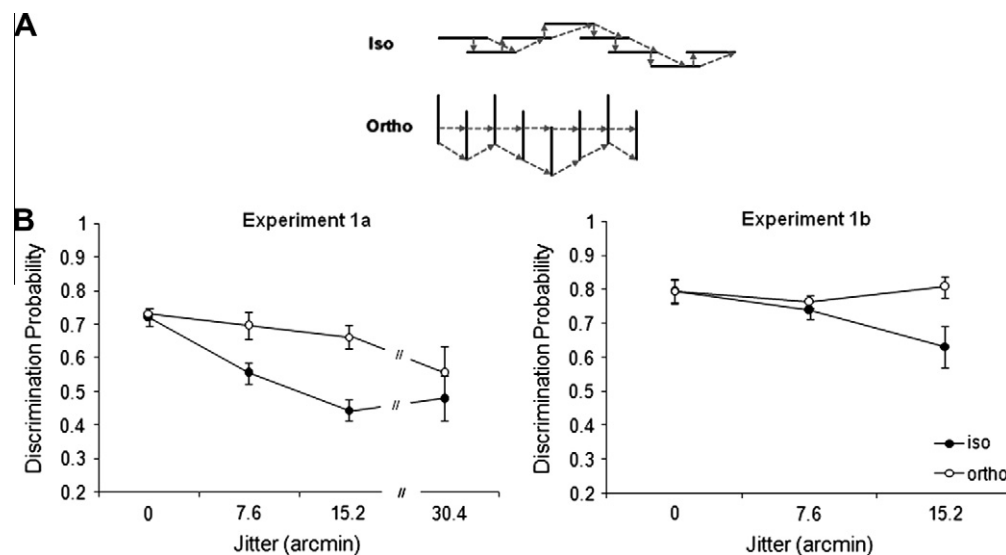 A
Iso
Ortho
B
Experiment 1a
Discrimination Probability
1
0.9
0.8
0.7
0.6
0.5
0.4
0.3
0.2
//
//
//
0 7.6 15.2 30.4
Jitter (arcmin)
Experiment 1b
Discrimination Probability
1
0.9
0.8
0.7
0.6
0.5
0.4
0.3
0.2
iso
ortho
0 7.6 15.2
Jitter (arcmin)